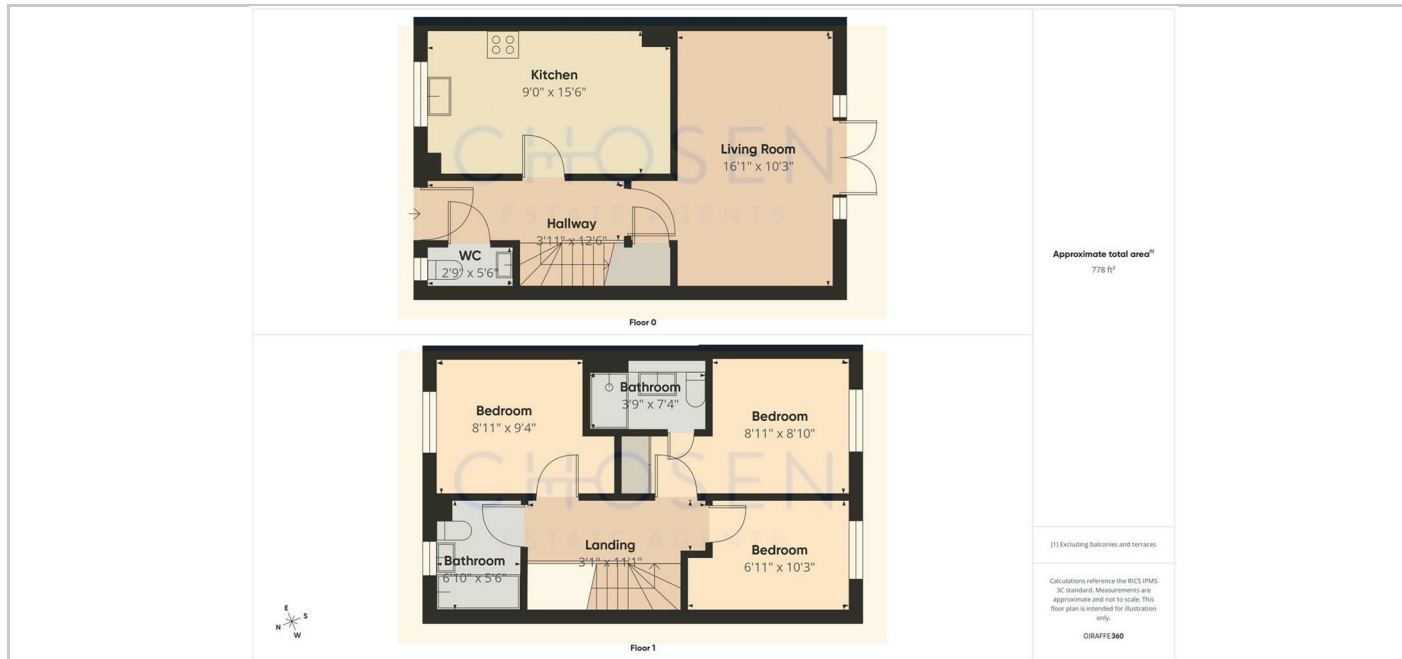 Kitchen
9'0" x 15'6"
Living Room
16'1" x 10'3"
CHOSEN
ESTATE AGENTS
Hallway
3'11" x 12'6"
WC
2'9" x 5'6"
Floor 0
Bathroom
3'9" x 7'4"
Bedroom
8'11" x 9'4"
Bedroom
8'11" x 8'10"
CHOSEN
ESTATE AGENTS
Landing
3'1" x 11'1"
Bedroom
6'11" x 10'3"
Bathroom
6'10" x 5'6"
E
S
N
W
Floor 1
Approximate total area(1)
778 ft²
(1) Excluding balconies and terraces
Calculations reference the RICS IPMS
3C standard. Measurements are
approximate and not to scale. This
floor plan is intended for illustration
only.
GIRAFFE360